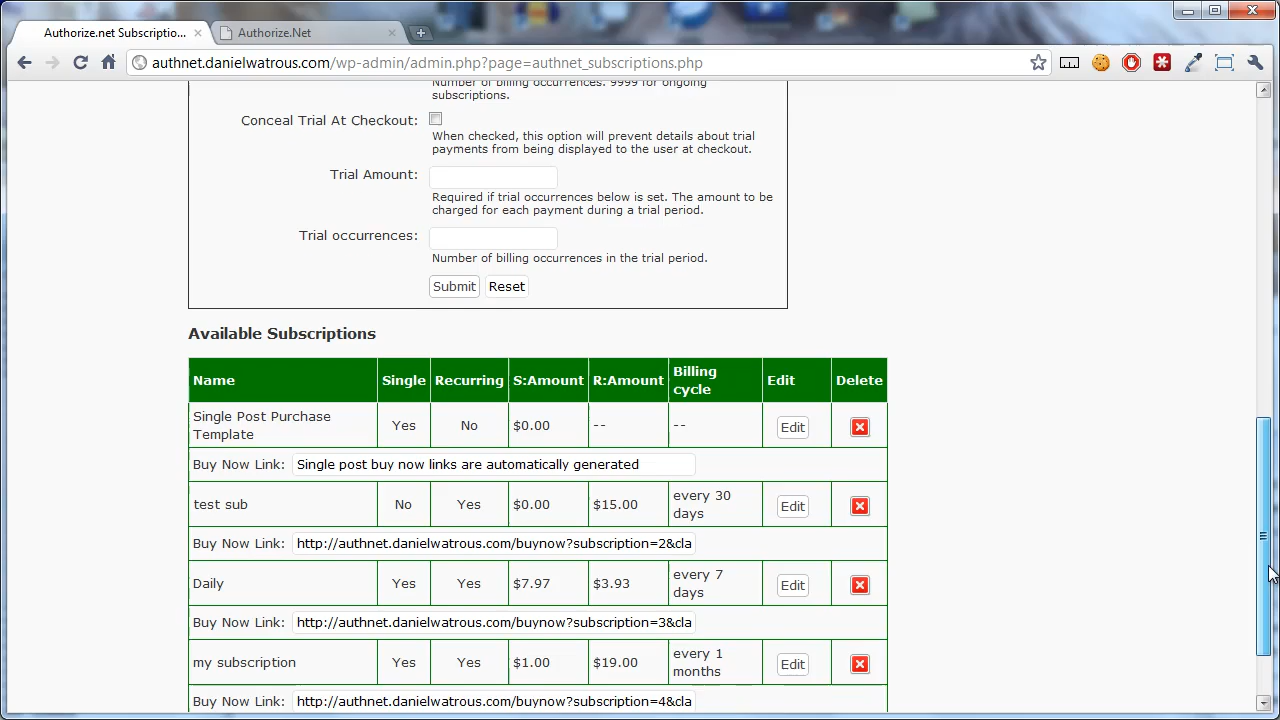 Authorize.net Subscriptio...
Authorize.Net
authnet.danielwatrous.com/wp-admin/admin.php?page=authnet_subscriptions.php
Number of billing occurrences. 9999 for ongoing
subscriptions.
Conceal Trial At Checkout:
When checked, this option will prevent details about trial
payments from being displayed to the user at checkout.
Trial Amount:
Required if trial occurrences below is set. The amount to be
charged for each payment during a trial period.
Trial occurrences:
Number of billing occurrences in the trial period.
Submit Reset
Available Subscriptions
Name Single Recurring S:Amount R:Amount Billing cycle Edit Delete
Single Post Purchase Template Yes No $0.00 -- -- Edit
Buy Now Link: Single post buy now links are automatically generated
test sub No Yes $0.00 $15.00 every 30 days Edit
Buy Now Link: http://authnet.danielwatrous.com/buynow?subscription=2&cla
Daily Yes Yes $7.97 $3.93 every 7 days Edit
Buy Now Link: http://authnet.danielwatrous.com/buynow?subscription=3&cla
my subscription Yes Yes $1.00 $19.00 every 1 months Edit
Buy Now Link: http://authnet.danielwatrous.com/buynow?subscription=4&cla